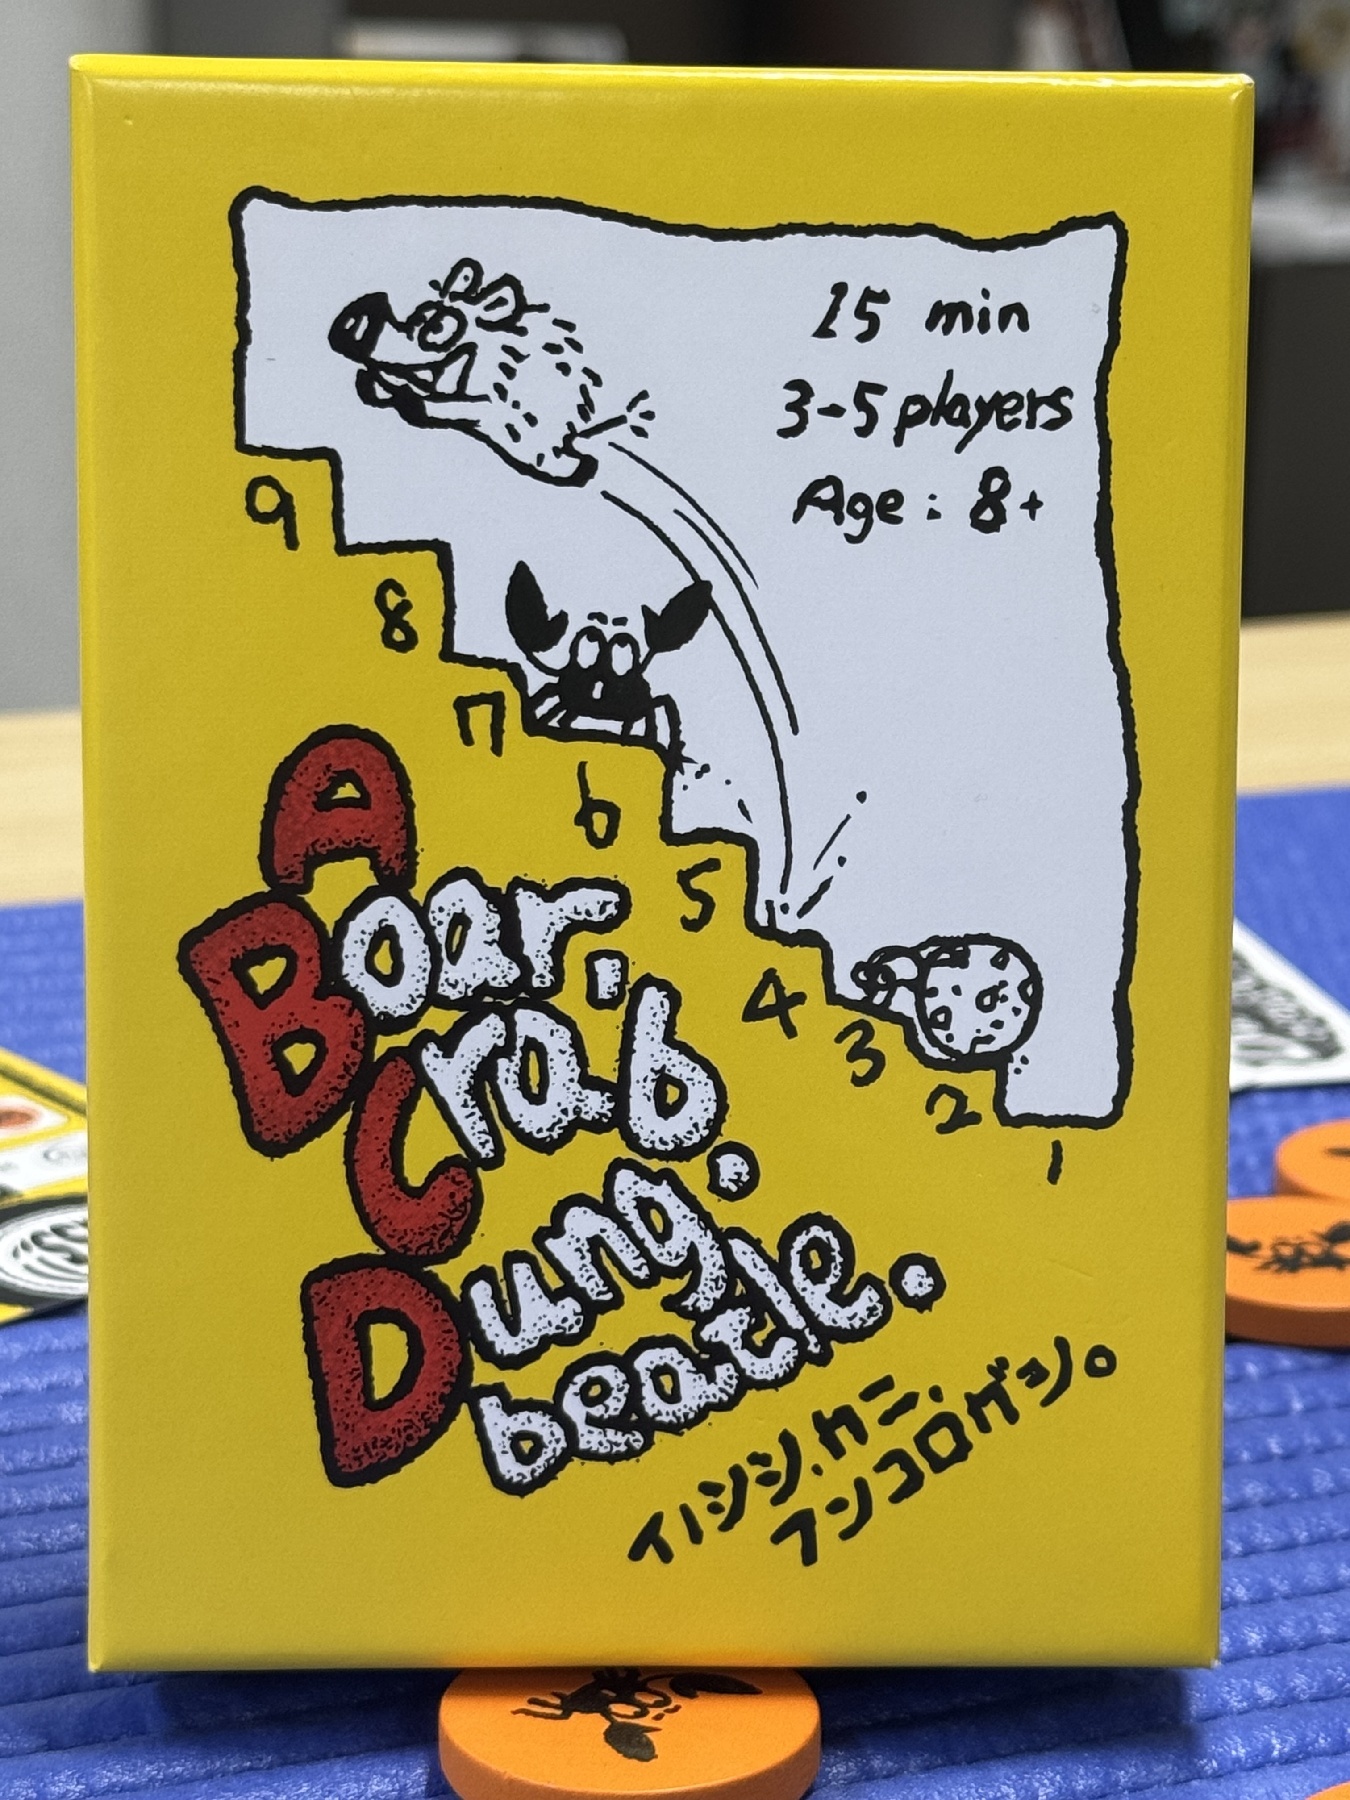 15 min
3-5 players
Age : 8+
9
8
7
6
5
4
3
2
1
A
Boar.
Crab.
Dung.
beatle.
イノシシ.カニ.
フンコロガシ。